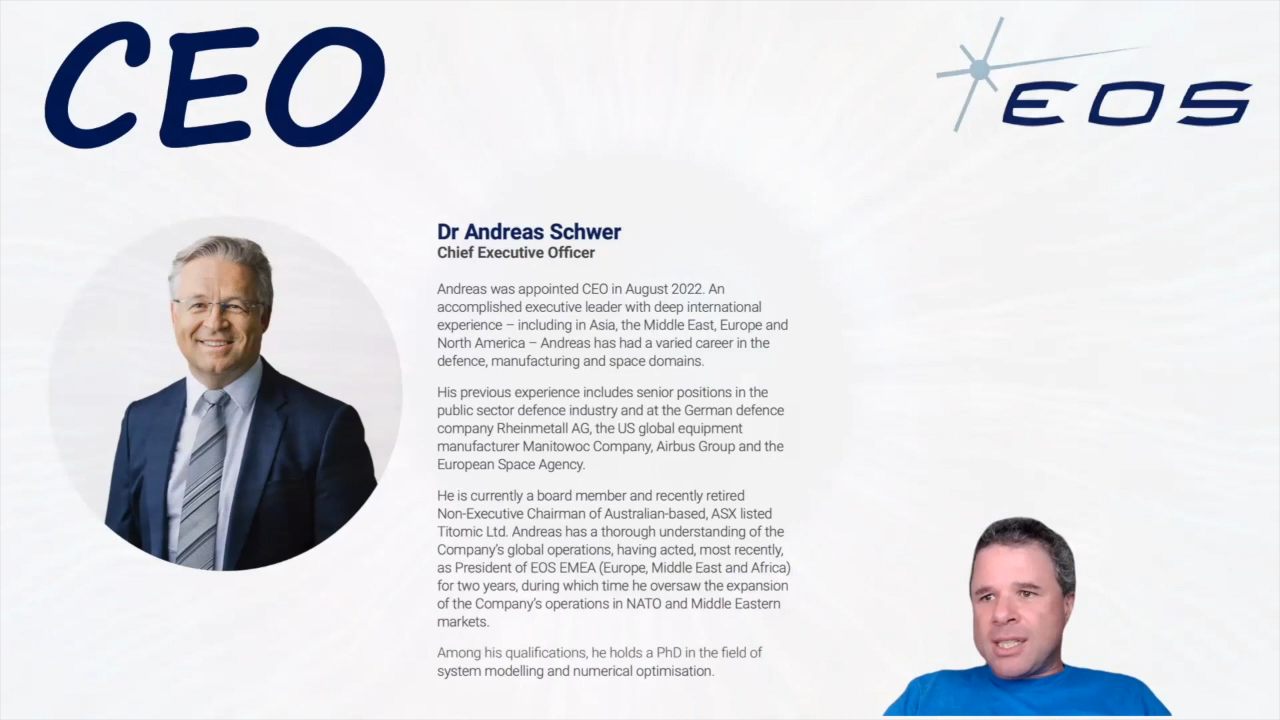 CEO
EOS
Dr Andreas Schwer
Chief Executive Officer
Andreas was appointed CEO in August 2022. An
accomplished executive leader with deep international
experience – including in Asia, the Middle East, Europe and
North America – Andreas has had a varied career in the
defence, manufacturing and space domains.
His previous experience includes senior positions in the
public sector defence industry and at the German defence
company Rheinmetall AG, the US global equipment
manufacturer Manitowoc Company, Airbus Group and the
European Space Agency.
He is currently a board member and recently retired
Non-Executive Chairman of Australian-based, ASX listed
Titomic Ltd. Andreas has a thorough understanding of the
Company's global operations, having acted, most recently,
as President of EOS EMEA (Europe, Middle East and Africa)
for two years, during which time he oversaw the expansion
of the Company's operations in NATO and Middle Eastern
markets.
Among his qualifications, he holds a PhD in the field of
system modelling and numerical optimisation.